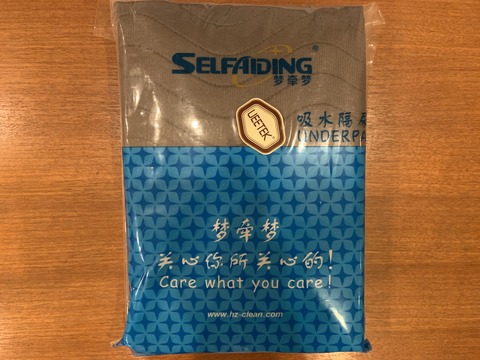 SELFAIDING®
梦牵梦
UEETEK
吸水隔尿
UNDERPA
梦牵梦
关心你所关心的!
Care what you care!
www.hz-clean.com